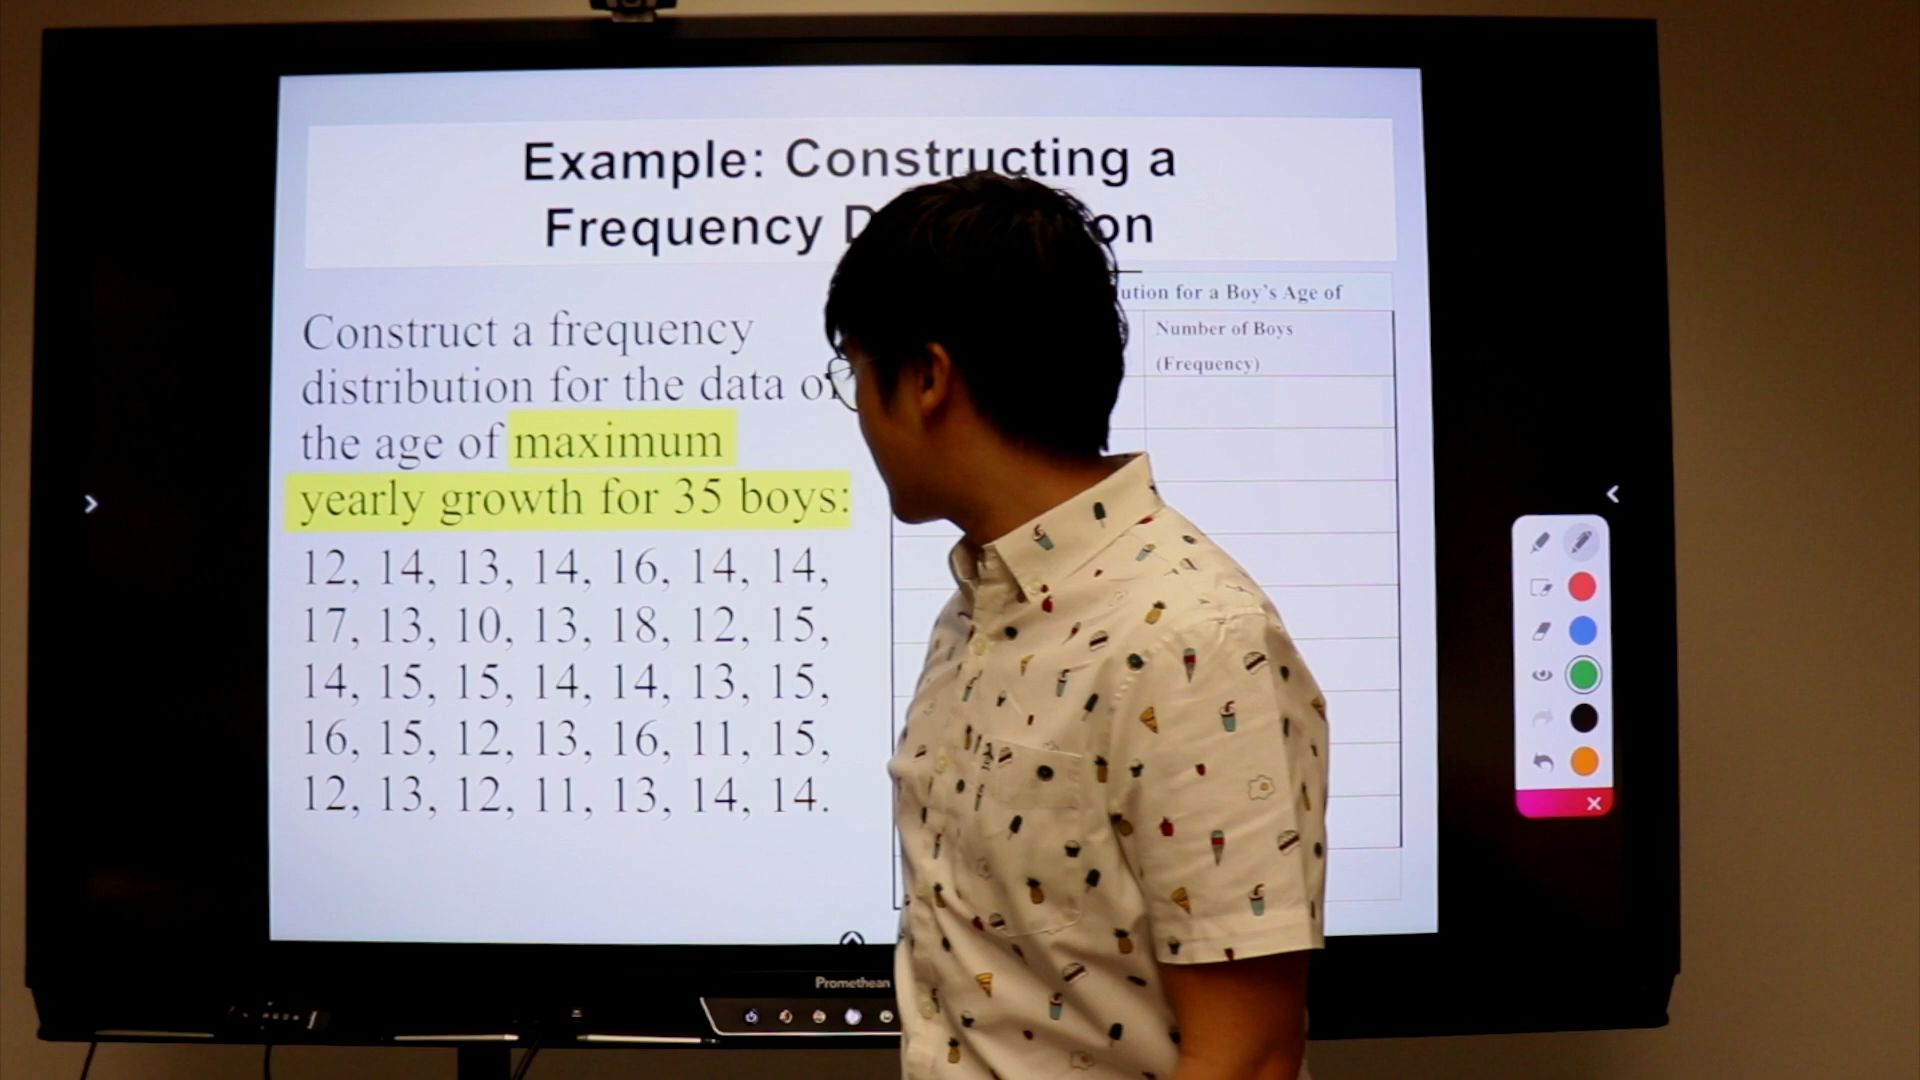 Example: Constructing a
Frequency
Construct a frequency
distribution for the data
the age of maximum
yearly growth for 35 boys:
12, 14, 13, 14, 16, 14, 14,
17, 13, 10, 13, 18, 12, 15,
14, 15, 15, 14, 14, 13, 15,
16, 15, 12, 13, 16, 11, 15,
12, 13, 12, 11, 13, 14, 14.
for a Boy's Age of
Number of Boys
(Frequency)
Promethean